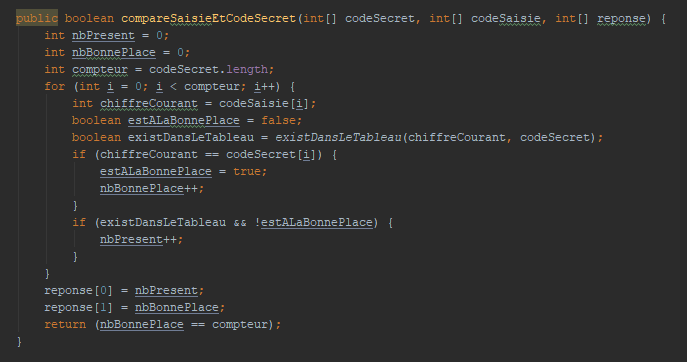 public boolean compareSaisieEtCodeSecret(int[] codeSecret, int[] codeSaisie, int[] reponse) {
int nbPresent = 0;
int nbBonnePlace = 0;
int compteur = codeSecret.length;
for (int i = 0; i < compteur; i++) {
int chiffreCourant = codeSaisie[i];
boolean estALaBonnePlace = false;
boolean existDansLeTableau = existDansLeTableau(chiffreCourant, codeSecret);
if (chiffreCourant == codeSecret[i]) {
estALaBonnePlace = true;
nbBonnePlace++;
}
if (existDansLeTableau && !estALaBonnePlace) {
nbPresent++;
}
}
reponse[0] = nbPresent;
reponse[1] = nbBonnePlace;
return (nbBonnePlace == compteur);
}